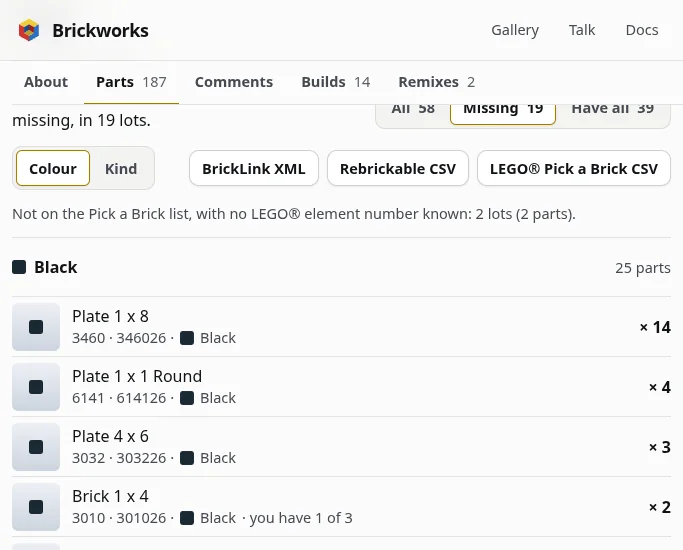 Brickworks
Gallery Talk Docs
About Parts 187 Comments Builds 14 Remixes 2
missing, in 19 lots.
All 58 Missing 19 Have all 39
Colour Kind
BrickLink XML Rebrickable CSV LEGO® Pick a Brick CSV
Not on the Pick a Brick list, with no LEGO® element number known: 2 lots (2 parts).
Black 25 parts
Plate 1 x 8
3460 · 346026 · Black
× 14
Plate 1 x 1 Round
6141 · 614126 · Black
× 4
Plate 4 x 6
3032 · 303226 · Black
× 3
Brick 1 x 4
3010 · 301026 · Black · you have 1 of 3
× 2